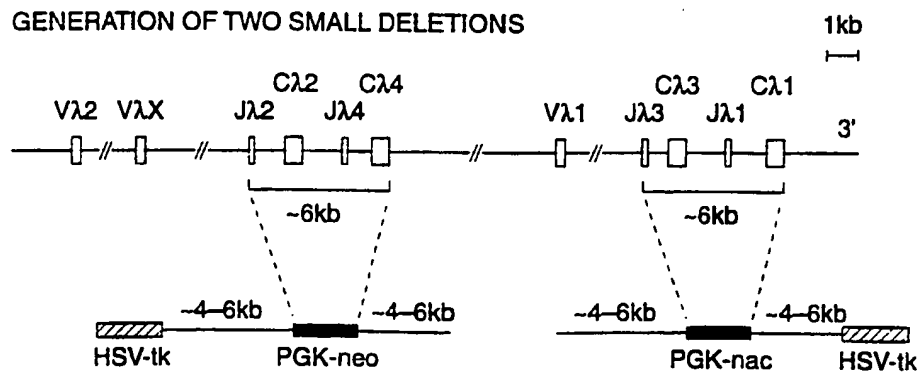 GENERATION OF TWO SMALL DELETIONS
1kb
Vλ2 VλX Jλ2 Cλ2 Jλ4 Cλ4 Vλ1 Jλ3 Cλ3 Jλ1 Cλ1 3'
~6kb ~6kb
~4–6kb ~4–6kb ~4–6kb ~4–6kb
HSV-tk PGK-neo PGK-nac HSV-tk